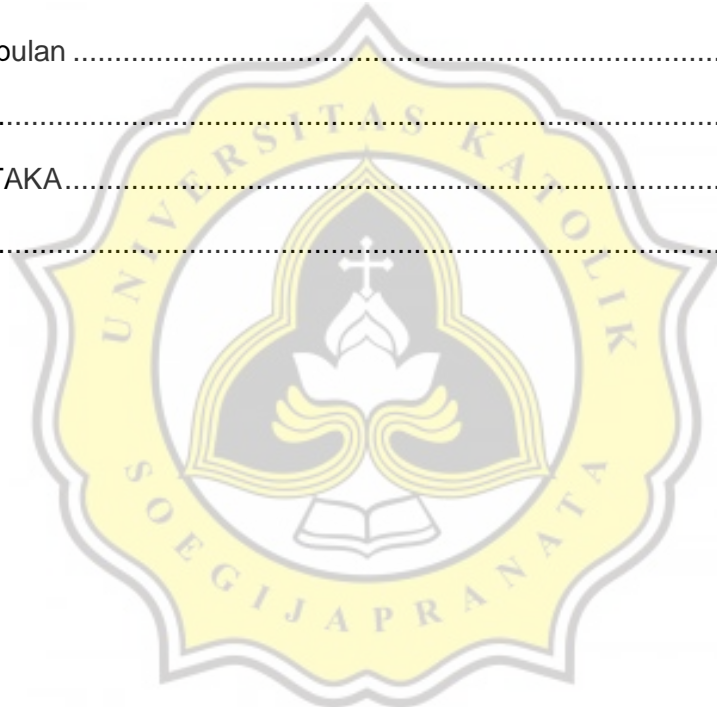 pulan ................................................................................
................................................................................
TAKA................................................................................
................................................................................
UNIVERSITAS KATOLIK
SOEGIJAPRANATA